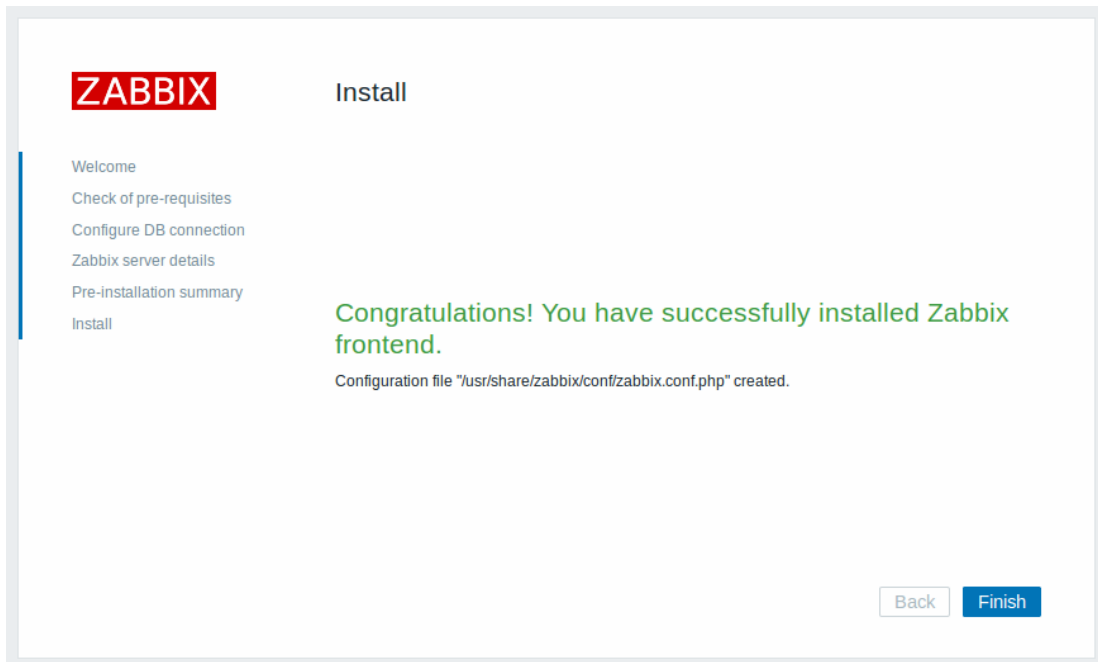 ZABBIX
Install
Welcome
Check of pre-requisites
Configure DB connection
Zabbix server details
Pre-installation summary
Install
Congratulations! You have successfully installed Zabbix
frontend.
Configuration file "/usr/share/zabbix/conf/zabbix.conf.php" created.
Back
Finish